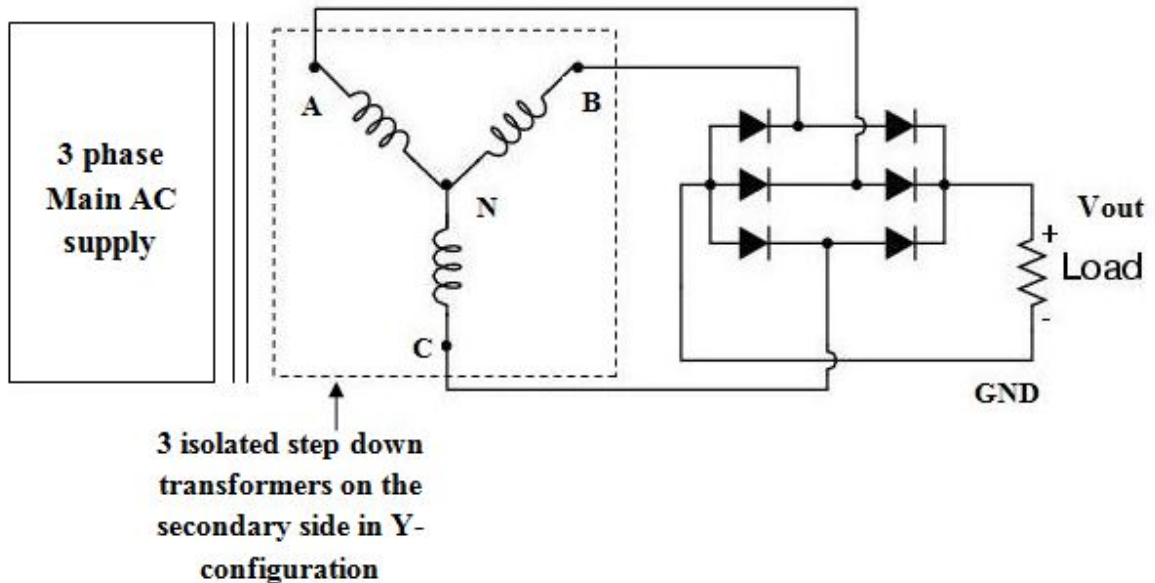 3 phase
Main AC
supply
A
B
N
C
Vout
+
Load
-
GND
3 isolated step down
transformers on the
secondary side in Y-
configuration